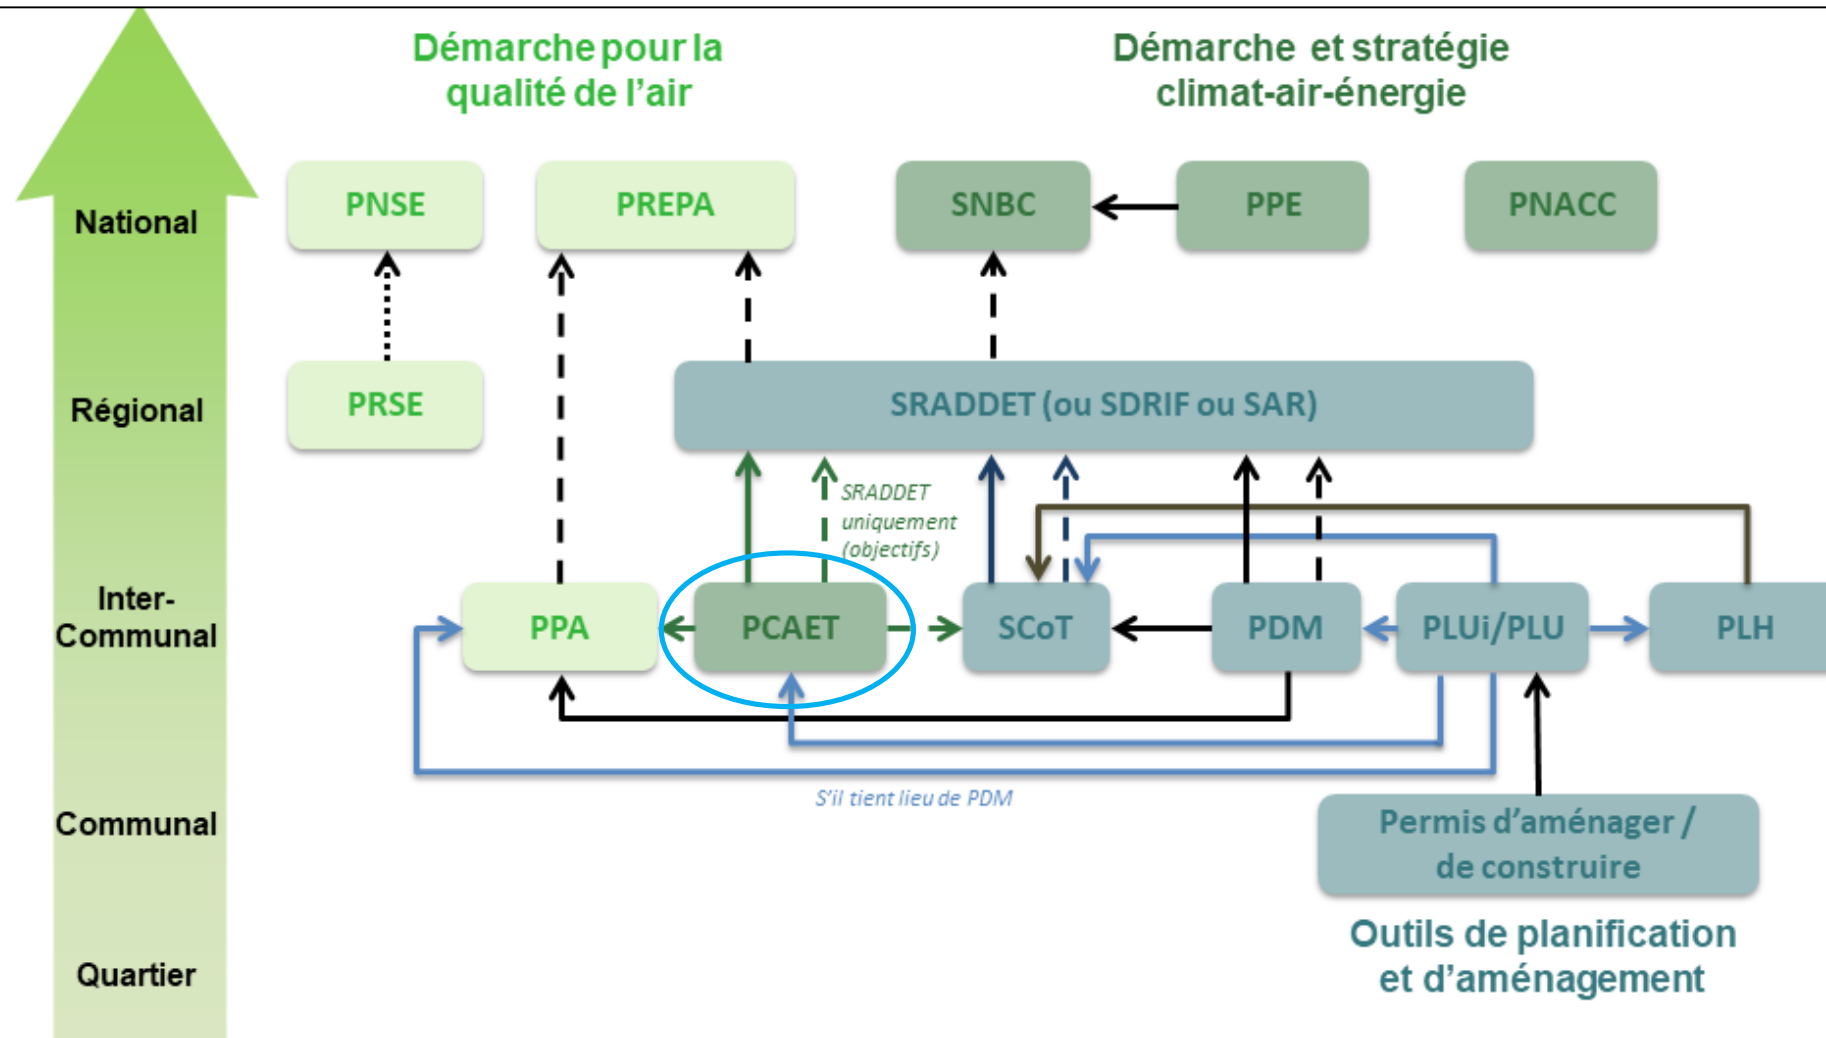 Démarche pour la
qualité de l'air
Démarche et stratégie
climat-air-énergie
National
PNSE
PREPA
SNBC
PPE
PNACC
Régional
PRSE
SRADDET (ou SDRIF ou SAR)
SRADDET
uniquement
(objectifs)
Inter-
Communal
PPA
PCAET
SCoT
PDM
PLUi/PLU
PLH
S'il tient lieu de PDM
Communal
Permis d'aménager /
de construire
Outils de planification
et d'aménagement
Quartier